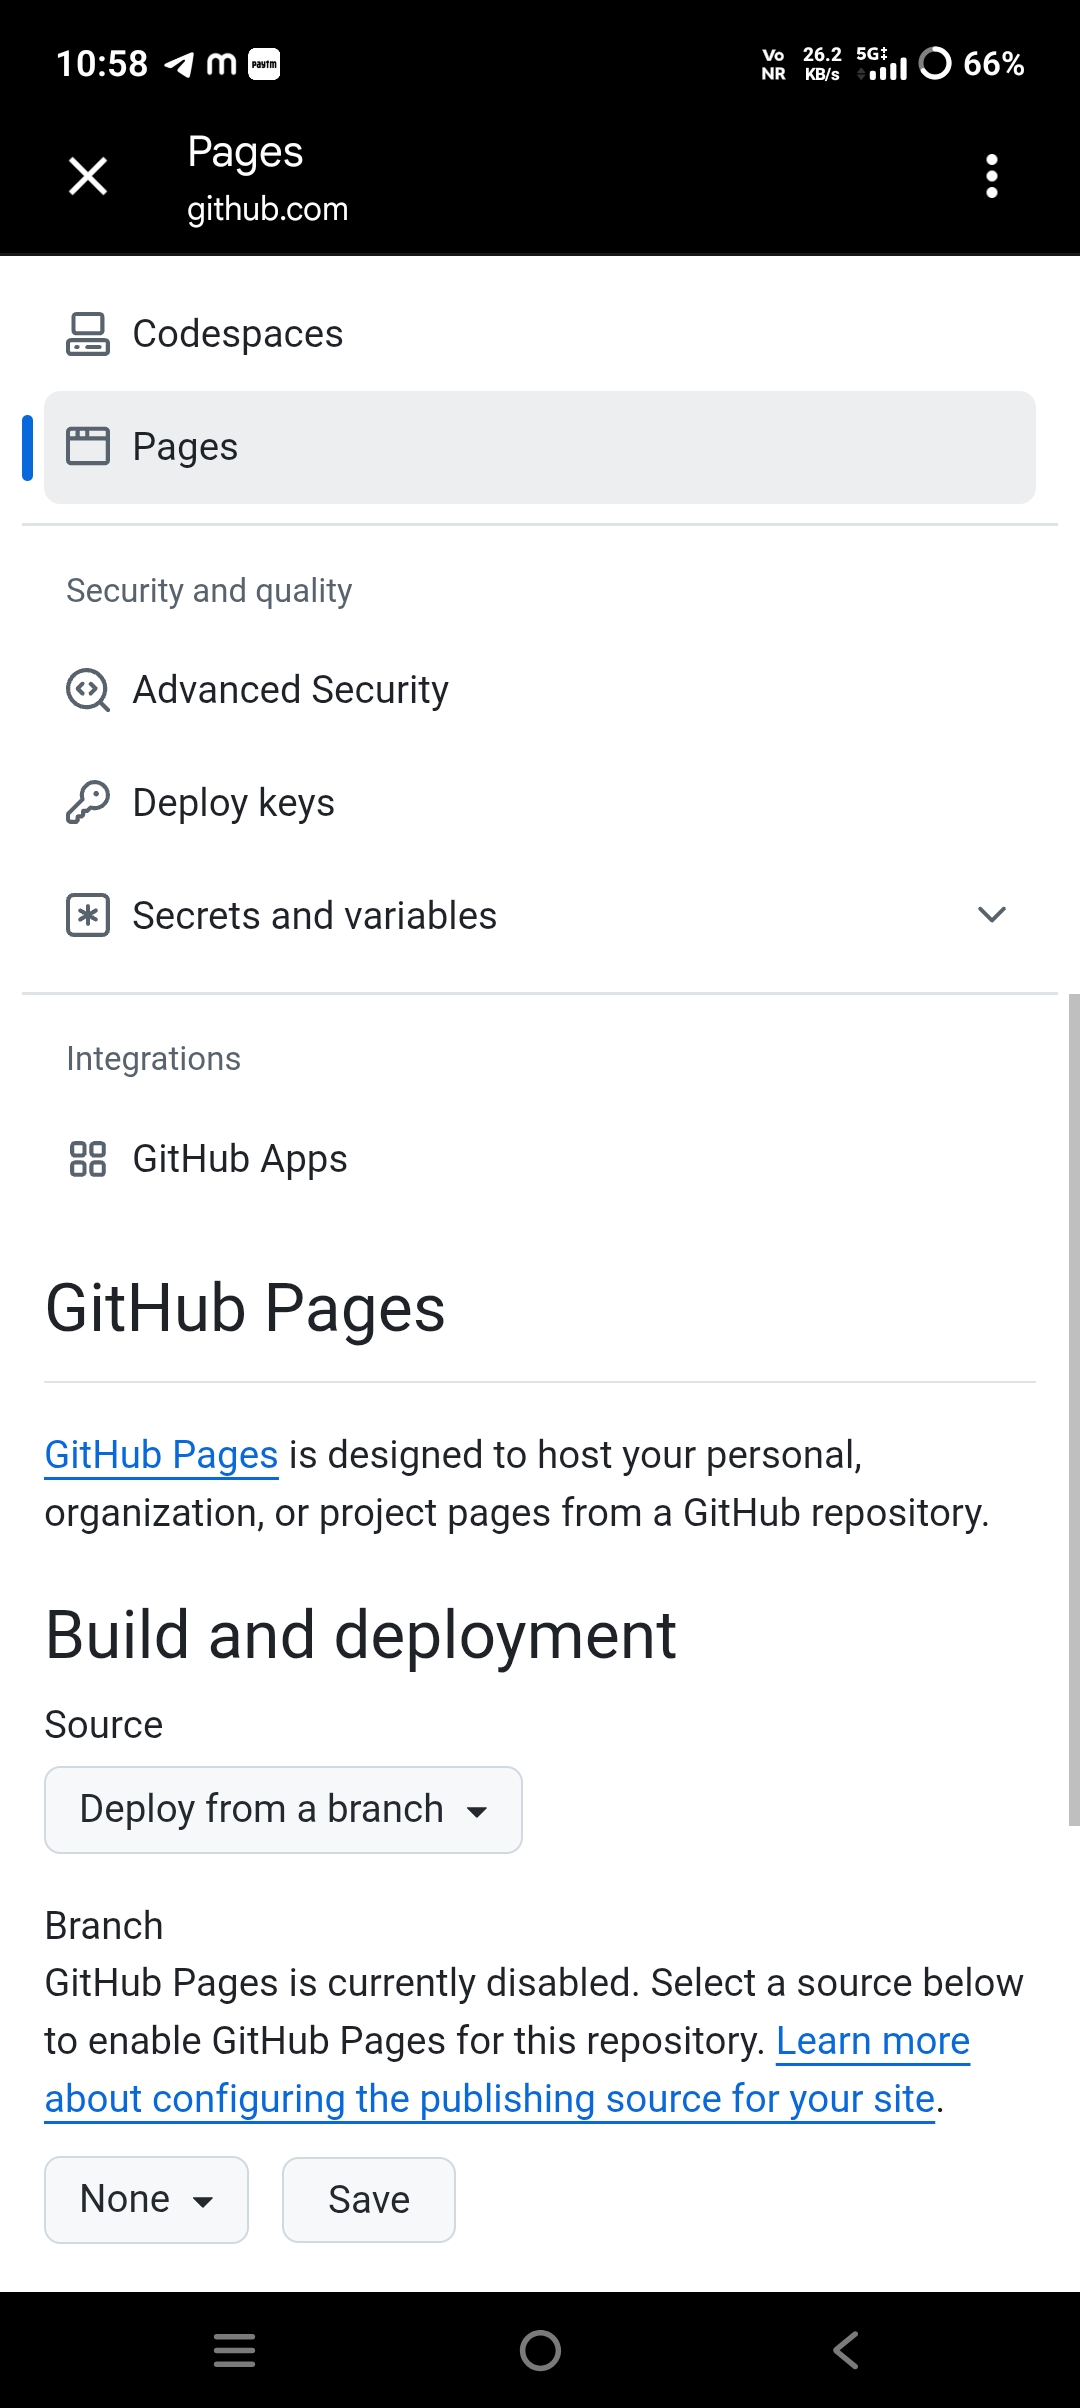 10:58
m
paytm
Vo
NR
26.2
KB/s
5G
66%
Pages
github.com
Codespaces
Pages
Security and quality
Advanced Security
Deploy keys
Secrets and variables
Integrations
GitHub Apps
GitHub Pages
GitHub Pages is designed to host your personal,
organization, or project pages from a GitHub repository.
Build and deployment
Source
Deploy from a branch
Branch
GitHub Pages is currently disabled. Select a source below
to enable GitHub Pages for this repository. Learn more
about configuring the publishing source for your site.
None
Save